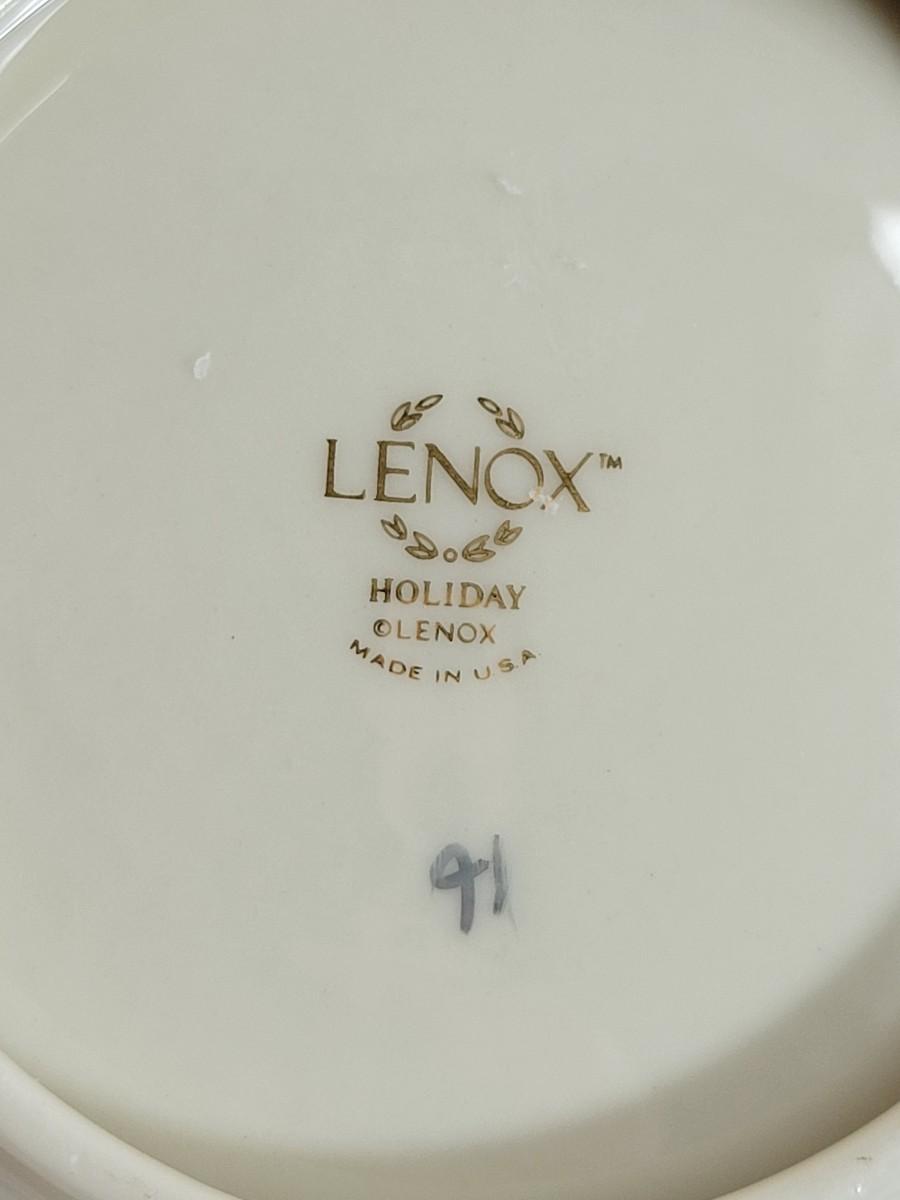 LENOX™
HOLIDAY
©LENOX
MADE IN U.S.A.
91